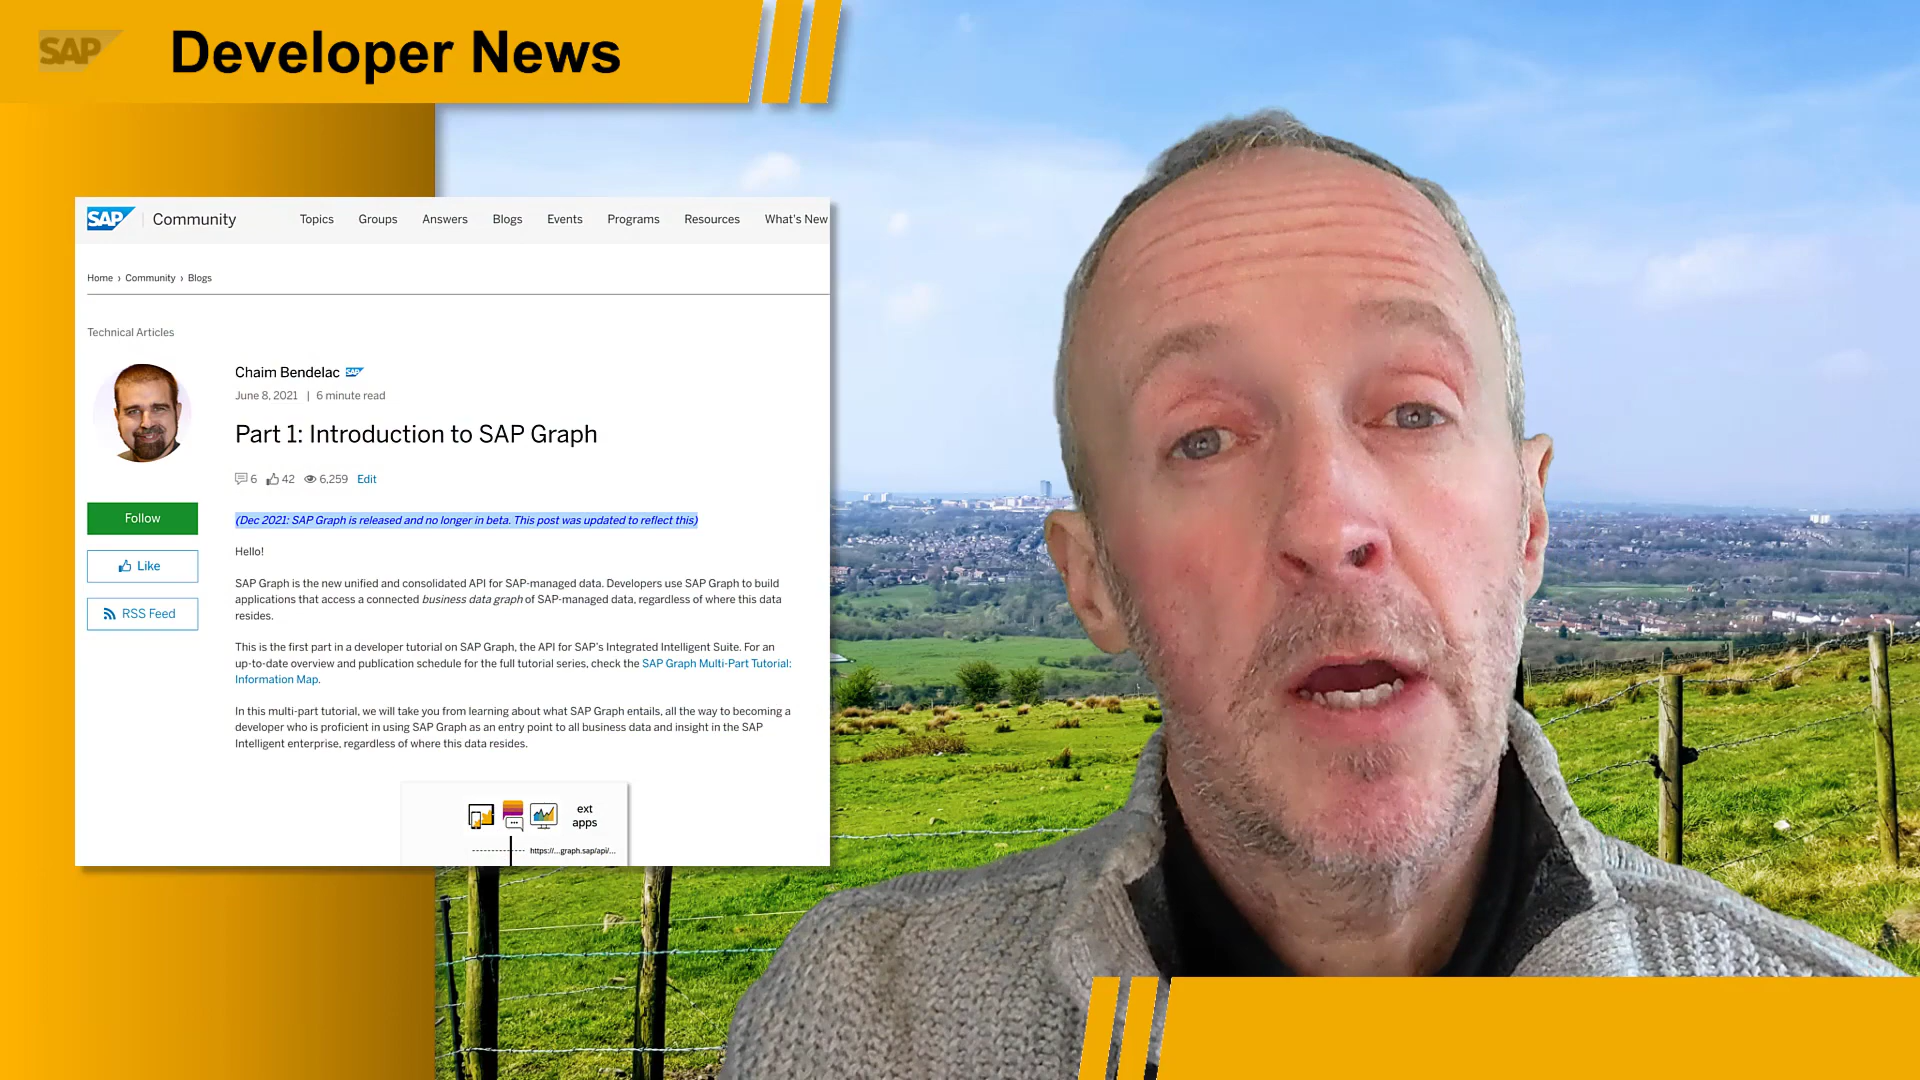 SAP Developer News
SAP Community Topics Groups Answers Blogs Events Programs Resources What's New
Home › Community › Blogs
Technical Articles
Chaim Bendelac SAP
June 8, 2021 | 6 minute read
Part 1: Introduction to SAP Graph
6 42 6,259 Edit
Follow
Like
RSS Feed
(Dec 2021: SAP Graph is released and no longer in beta. This post was updated to reflect this)
Hello!
SAP Graph is the new unified and consolidated API for SAP-managed data. Developers use SAP Graph to build
applications that access a connected business data graph of SAP-managed data, regardless of where this data
resides.
This is the first part in a developer tutorial on SAP Graph, the API for SAP's Integrated Intelligent Suite. For an
up-to-date overview and publication schedule for the full tutorial series, check the SAP Graph Multi-Part Tutorial:
Information Map.
In this multi-part tutorial, we will take you from learning about what SAP Graph entails, all the way to becoming a
developer who is proficient in using SAP Graph as an entry point to all business data and insight in the SAP
Intelligent enterprise, regardless of where this data resides.
ext
apps
https://...graph.sap/api/...